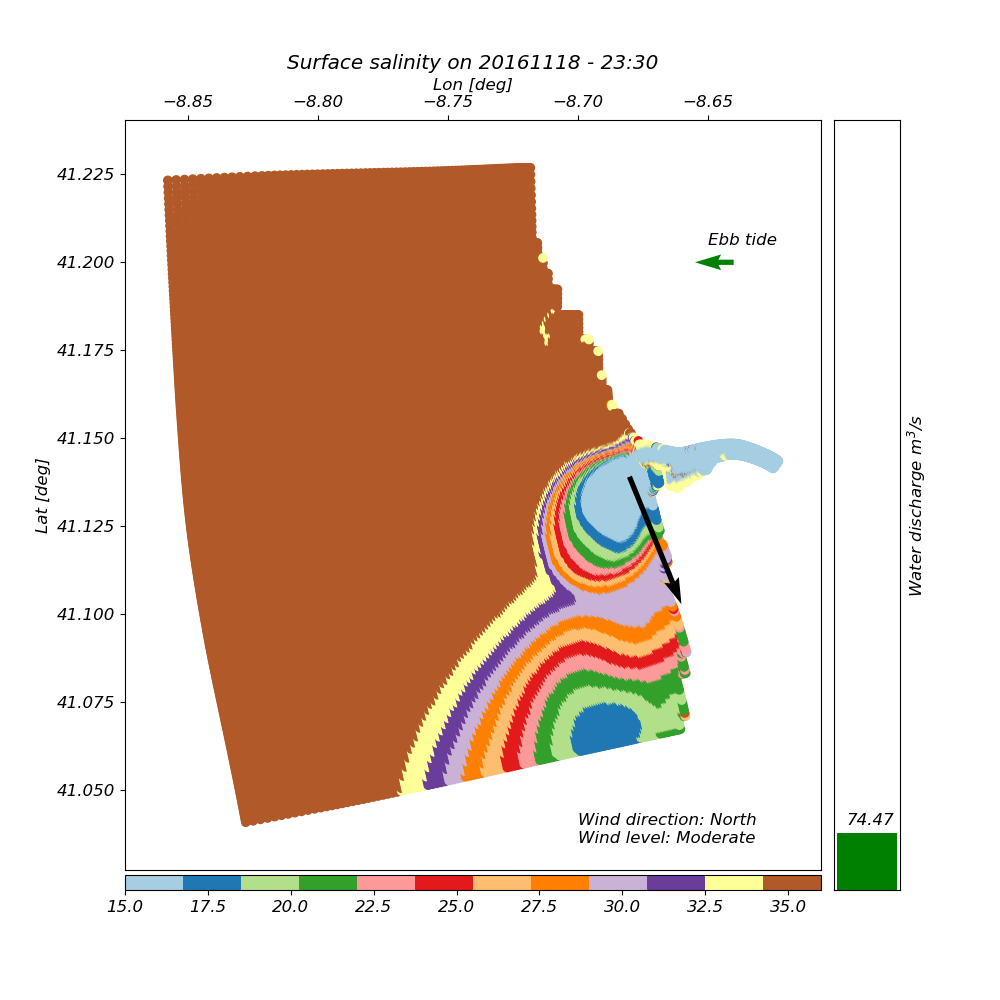 Surface salinity on 20161118 - 23:30
Lon [deg]
−8.85 −8.80 −8.75 −8.70 −8.65
41.225
41.200
41.175
41.150
41.125
41.100
41.075
41.050
Lat [deg]
Ebb tide
Wind direction: North
Wind level: Moderate
15.0 17.5 20.0 22.5 25.0 27.5 30.0 32.5 35.0
74.47
Water discharge m³/s